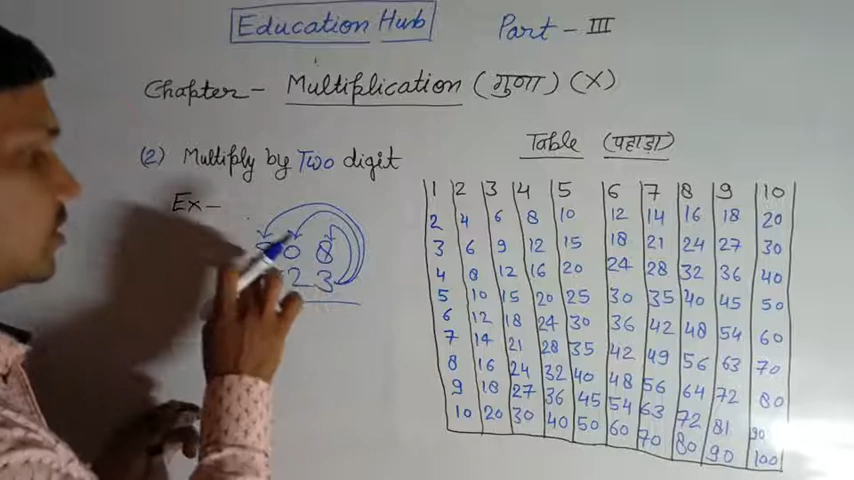 Education Hub
Part - III
Chapter - Multiplication (गुणा) (×)
(2) Multiply by Two digit
Ex -
0 8
2 3
Table (पहाड़ा)
1 2 3 4 5 6 7 8 9 10
2 4 6 8 10 12 14 16 18 20
3 6 9 12 15 18 21 24 27 30
4 8 12 16 20 24 28 32 36 40
5 10 15 20 25 30 35 40 45 50
6 12 18 24 30 36 42 48 54 60
7 14 21 28 35 42 49 56 63 70
8 16 24 32 40 48 56 64 72 80
9 18 27 36 45 54 63 72 81 90
10 20 30 40 50 60 70 80 90 100